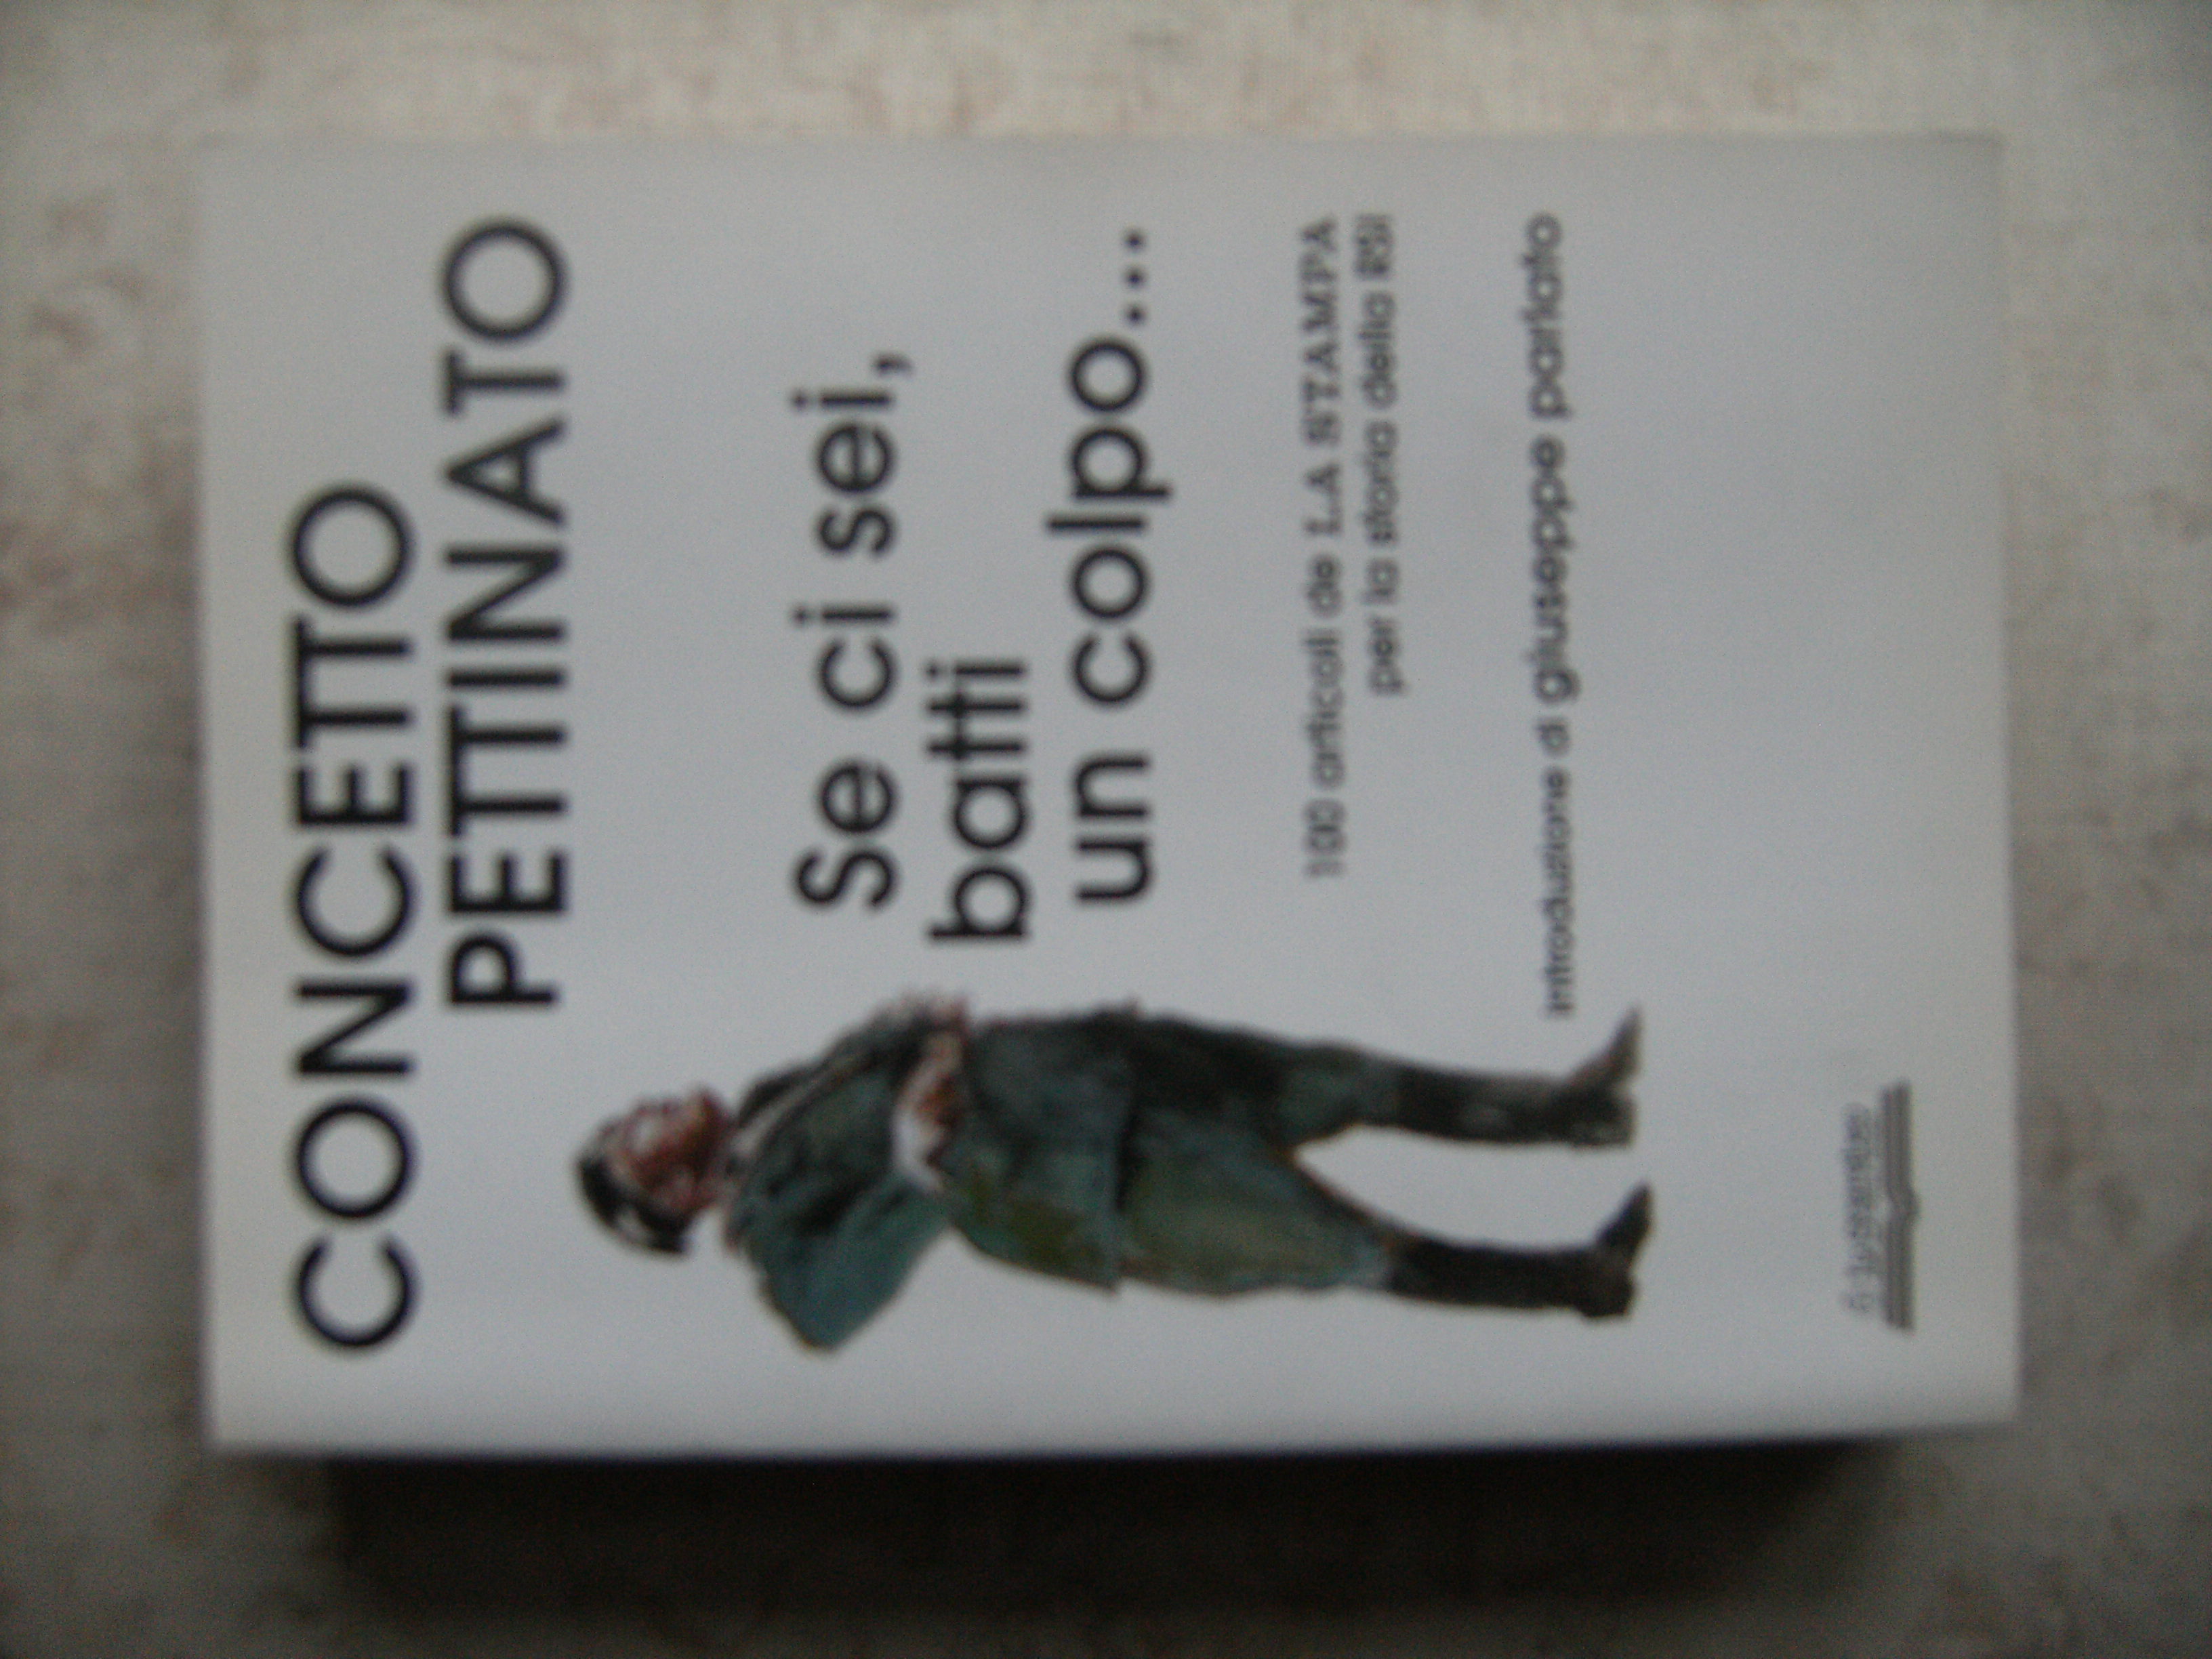 CONCETTO
PETTINATO
Se ci sei,
batti
un colpo...
100 articoli de LA STAMPA
per la storia della RSI
introduzione di giuseppe parlato